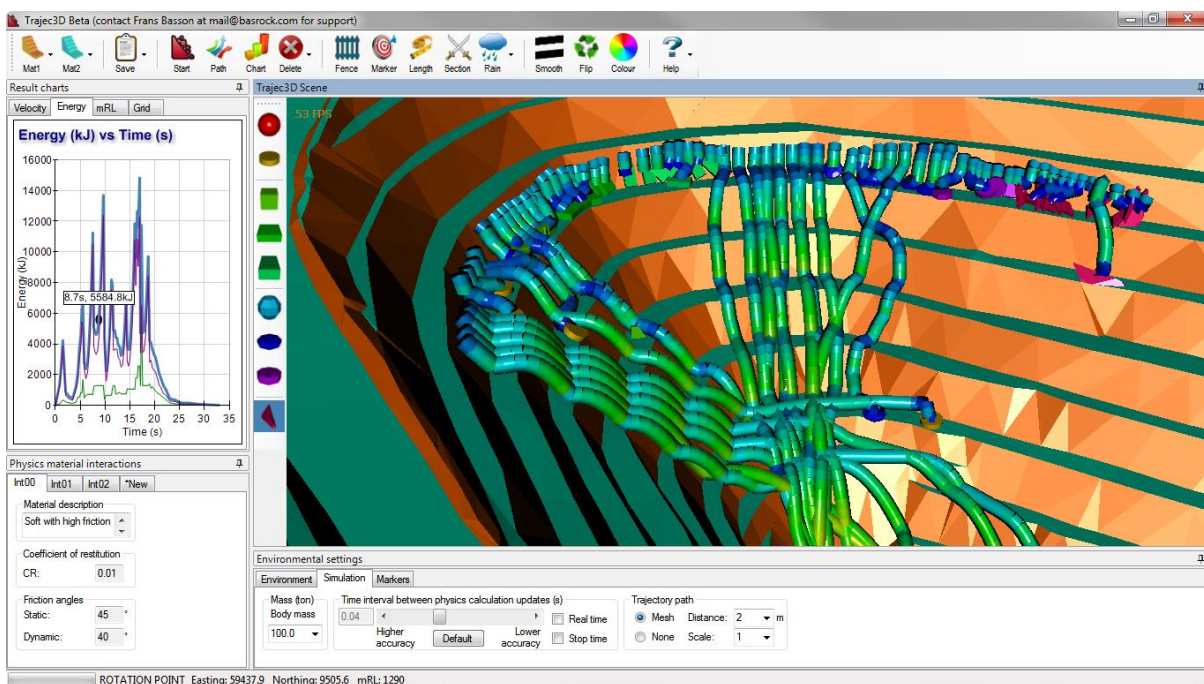 Trajec3D Beta (contact Frans Basson at mail@basrock.com for support)
Mat1 Mat2 Save Start Path Chart Delete Fence Marker Length Section Rain Smooth Flip Colour Help
Result charts
Velocity Energy mRL Grid
Energy (kJ) vs Time (s)
16000
14000
12000
10000
8000
6000
4000
2000
0
Energy (kJ)
8.7s, 5584.8kJ
0 5 10 15 20 25 30 35
Time (s)
Physics material interactions
Int00 Int01 Int02 *New
Material description
Soft with high friction
Coefficient of restitution
CR: 0.01
Friction angles
Static: 45 °
Dynamic: 40 °
Trajec3D Scene
53 FPS
Environmental settings
Environment Simulation Markers
Mass (ton)
Body mass
100.0
Time interval between physics calculation updates (s)
0.04
Higher accuracy
Default
Lower accuracy
Real time
Stop time
Trajectory path
Mesh Distance: 2 m
None Scale: 1
ROTATION POINT Easting: 59437.9 Northing: 9505.6 mRL: 1290